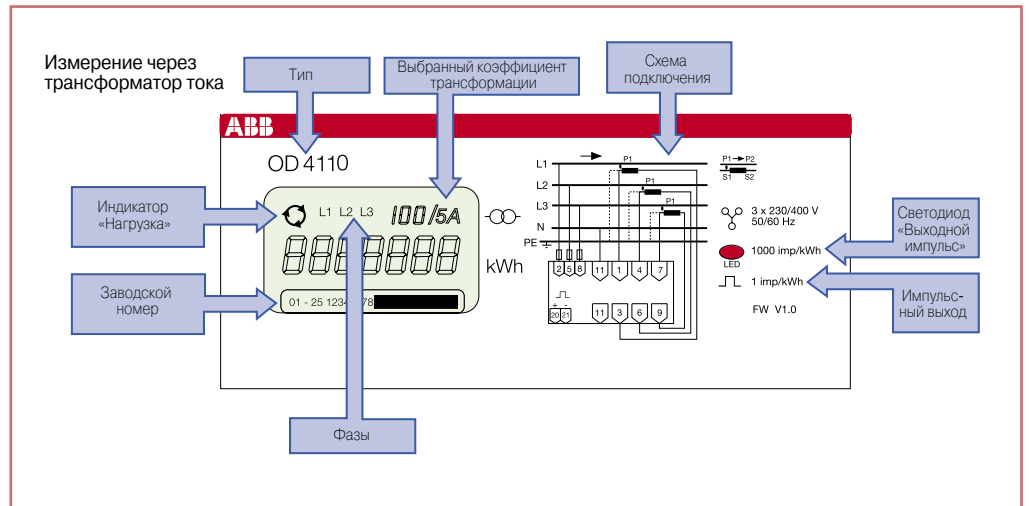 Измерение через
трансформатор тока
Тип
Выбранный коэффициент
трансформации
Схема
подключения
ABB
OD 4110
L1
L2
L3
N
PE
P1
P1
P1
P1 → P2
S1 S2
Индикатор
«Нагрузка»
L1 L2 L3
100/5A
8888888
kWh
3 x 230/400 V
50/60 Hz
LED
1000 imp/kWh
1 imp/kWh
FW V1.0
Светодиод
«Выходной
импульс»
Импульс-
ный выход
2 5 8 11 1 4 7
+ -
20 21 11 3 6 9
Заводской
номер
01 - 25 1234 78
Фазы